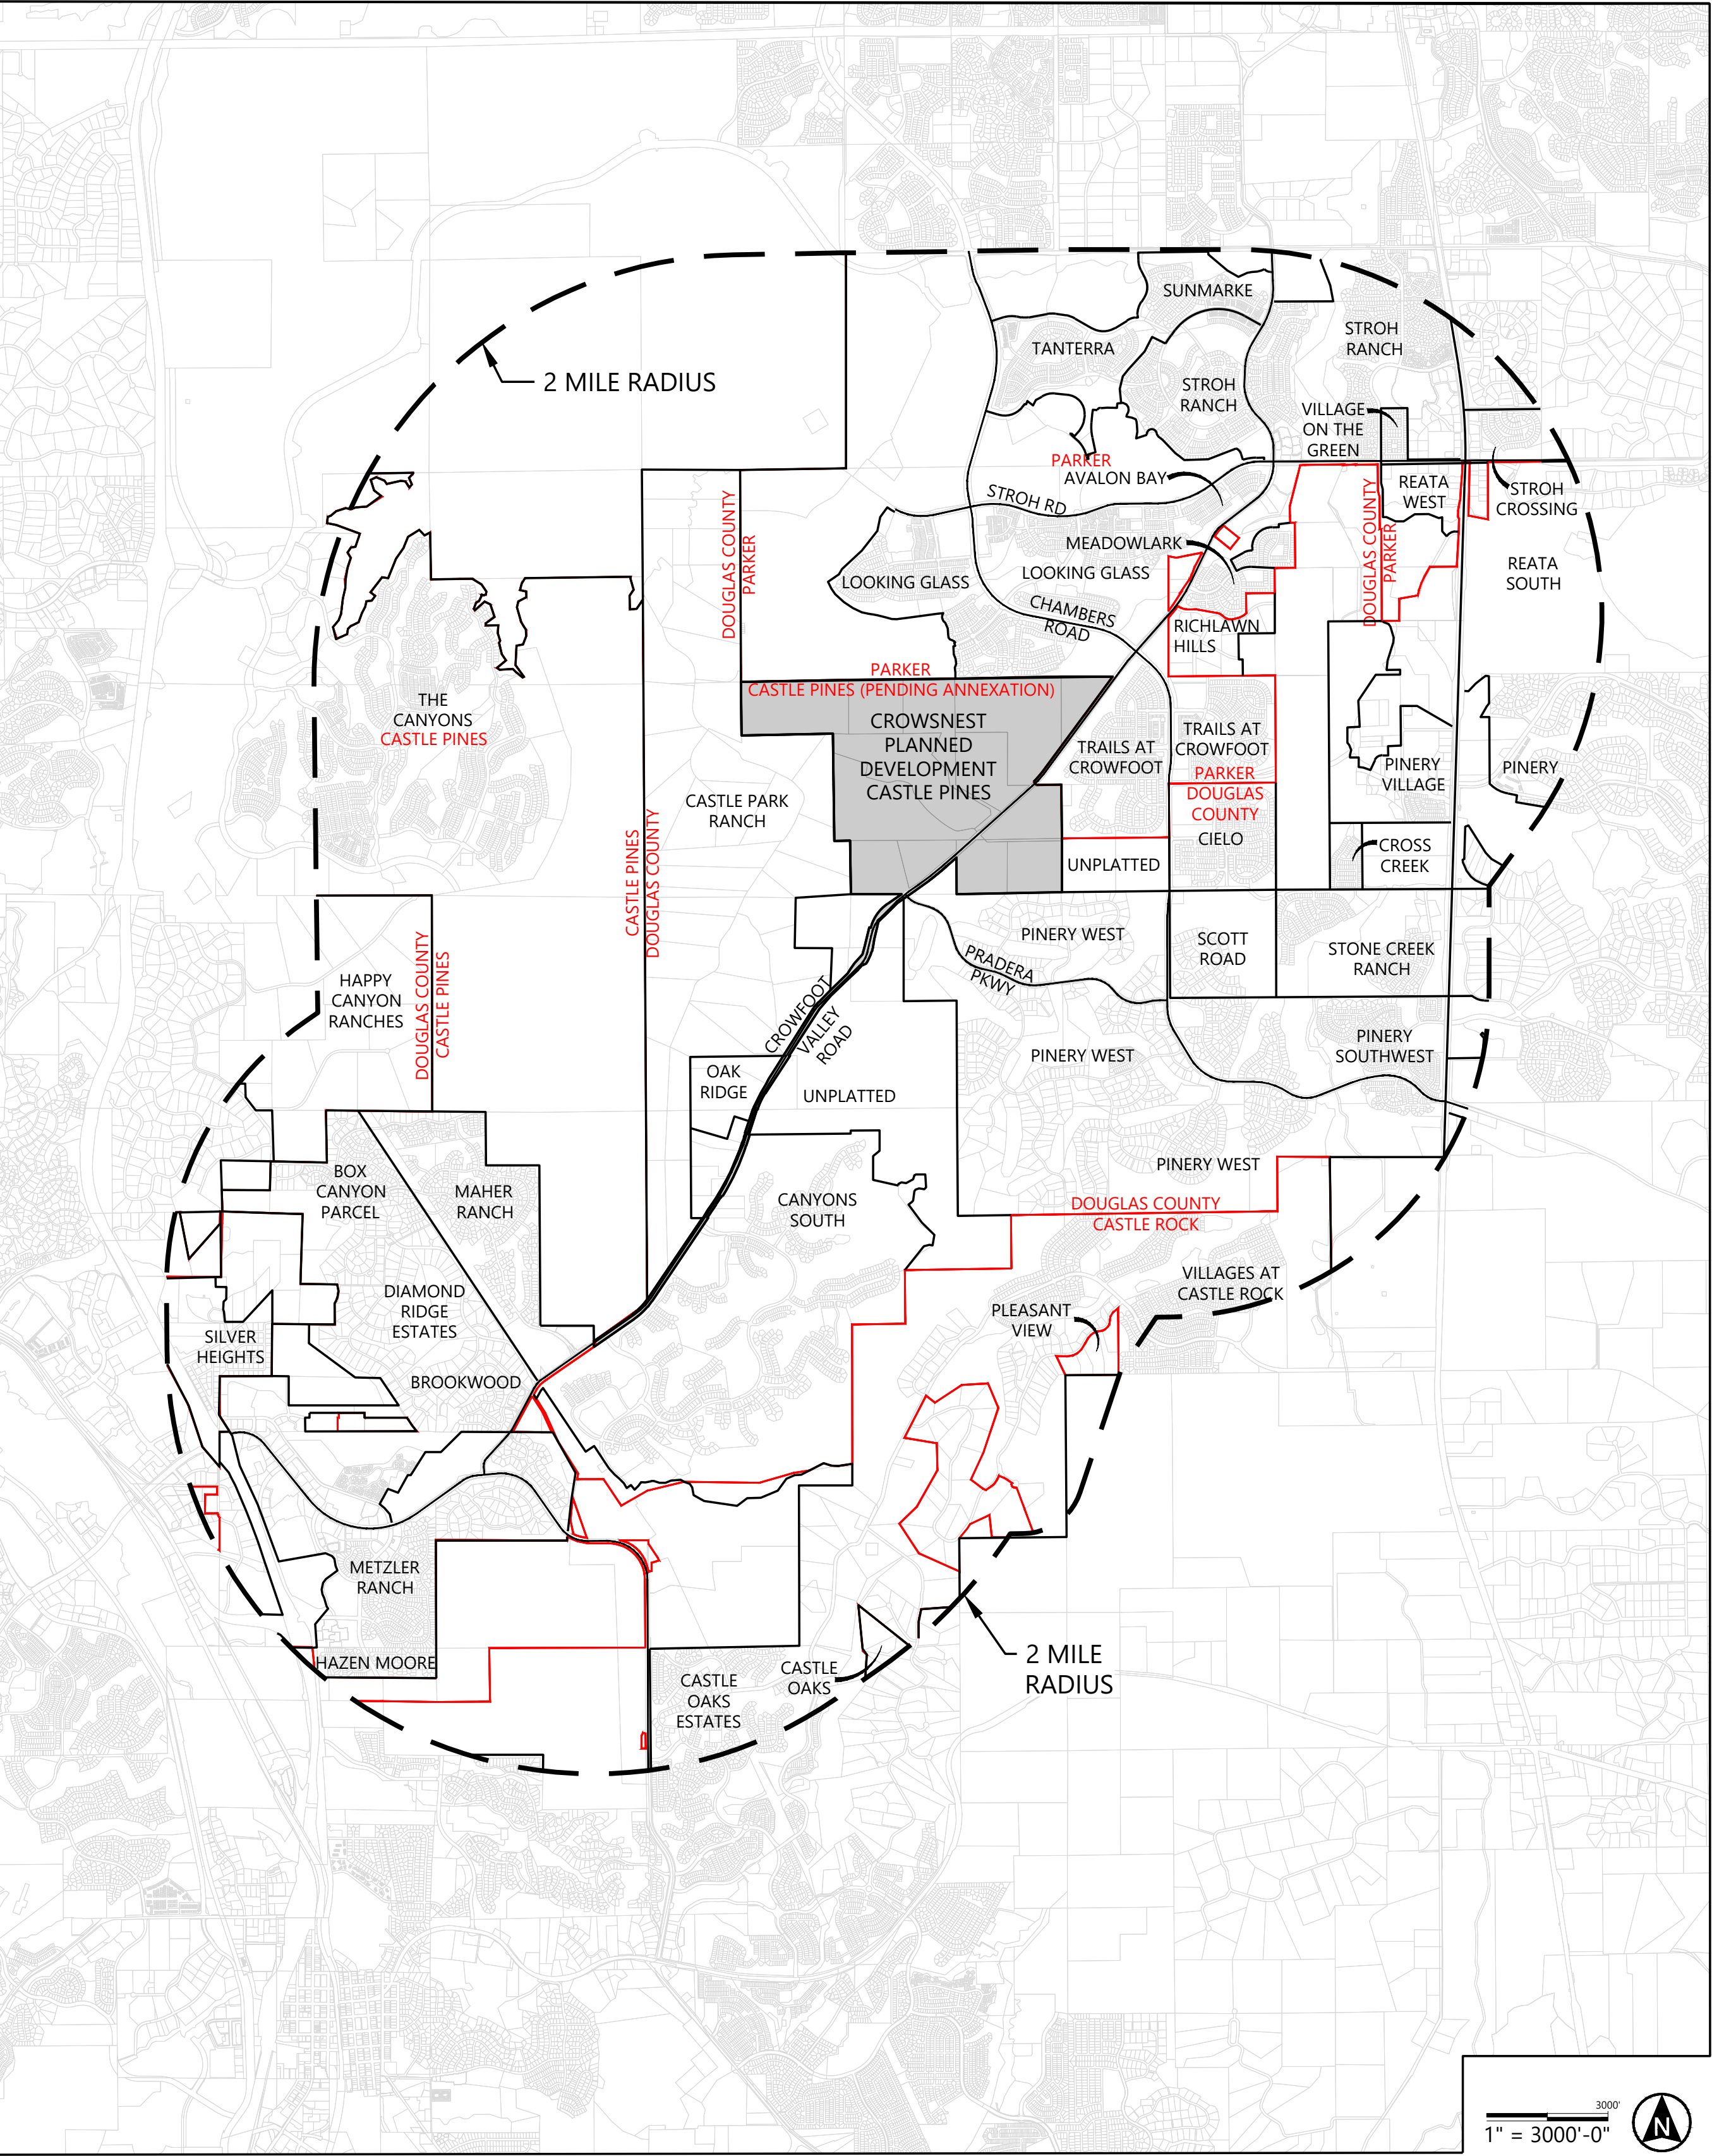 SUNMARKE
STROH
RANCH
TANTERRA
2 MILE RADIUS
STROH
RANCH
VILLAGE
ON THE
GREEN
PARKER
AVALON BAY
STROH RD
REATA
WEST
STROH
CROSSING
DOUGLAS COUNTY
PARKER
DOUGLAS COUNTY
PARKER
MEADOWLARK
LOOKING GLASS
LOOKING GLASS
REATA
SOUTH
CHAMBERS
ROAD
RICHLAWN
HILLS
PARKER
CASTLE PINES (PENDING ANNEXATION)
THE
CANYONS
CASTLE PINES
CROWSNEST
PLANNED
DEVELOPMENT
CASTLE PINES
TRAILS AT
CROWFOOT
TRAILS AT
CROWFOOT
PARKER
DOUGLAS
COUNTY
CIELO
PINERY
VILLAGE
PINERY
CASTLE PARK
RANCH
CASTLE PINES
DOUGLAS COUNTY
UNPLATTED
CROSS
CREEK
PINERY WEST
SCOTT
ROAD
STONE CREEK
RANCH
PRADERA
PKWY
HAPPY
CANYON
RANCHES
DOUGLAS COUNTY
CASTLE PINES
CROWFOOT
VALLEY
ROAD
PINERY WEST
PINERY
SOUTHWEST
OAK
RIDGE
UNPLATTED
BOX
CANYON
PARCEL
MAHER
RANCH
CANYONS
SOUTH
PINERY WEST
DOUGLAS COUNTY
CASTLE ROCK
DIAMOND
RIDGE
ESTATES
VILLAGES AT
CASTLE ROCK
PLEASANT
VIEW
SILVER
HEIGHTS
BROOKWOOD
METZLER
RANCH
HAZEN MOORE
CASTLE
OAKS
ESTATES
CASTLE
OAKS
2 MILE
RADIUS
3000'
1" = 3000'-0"
N